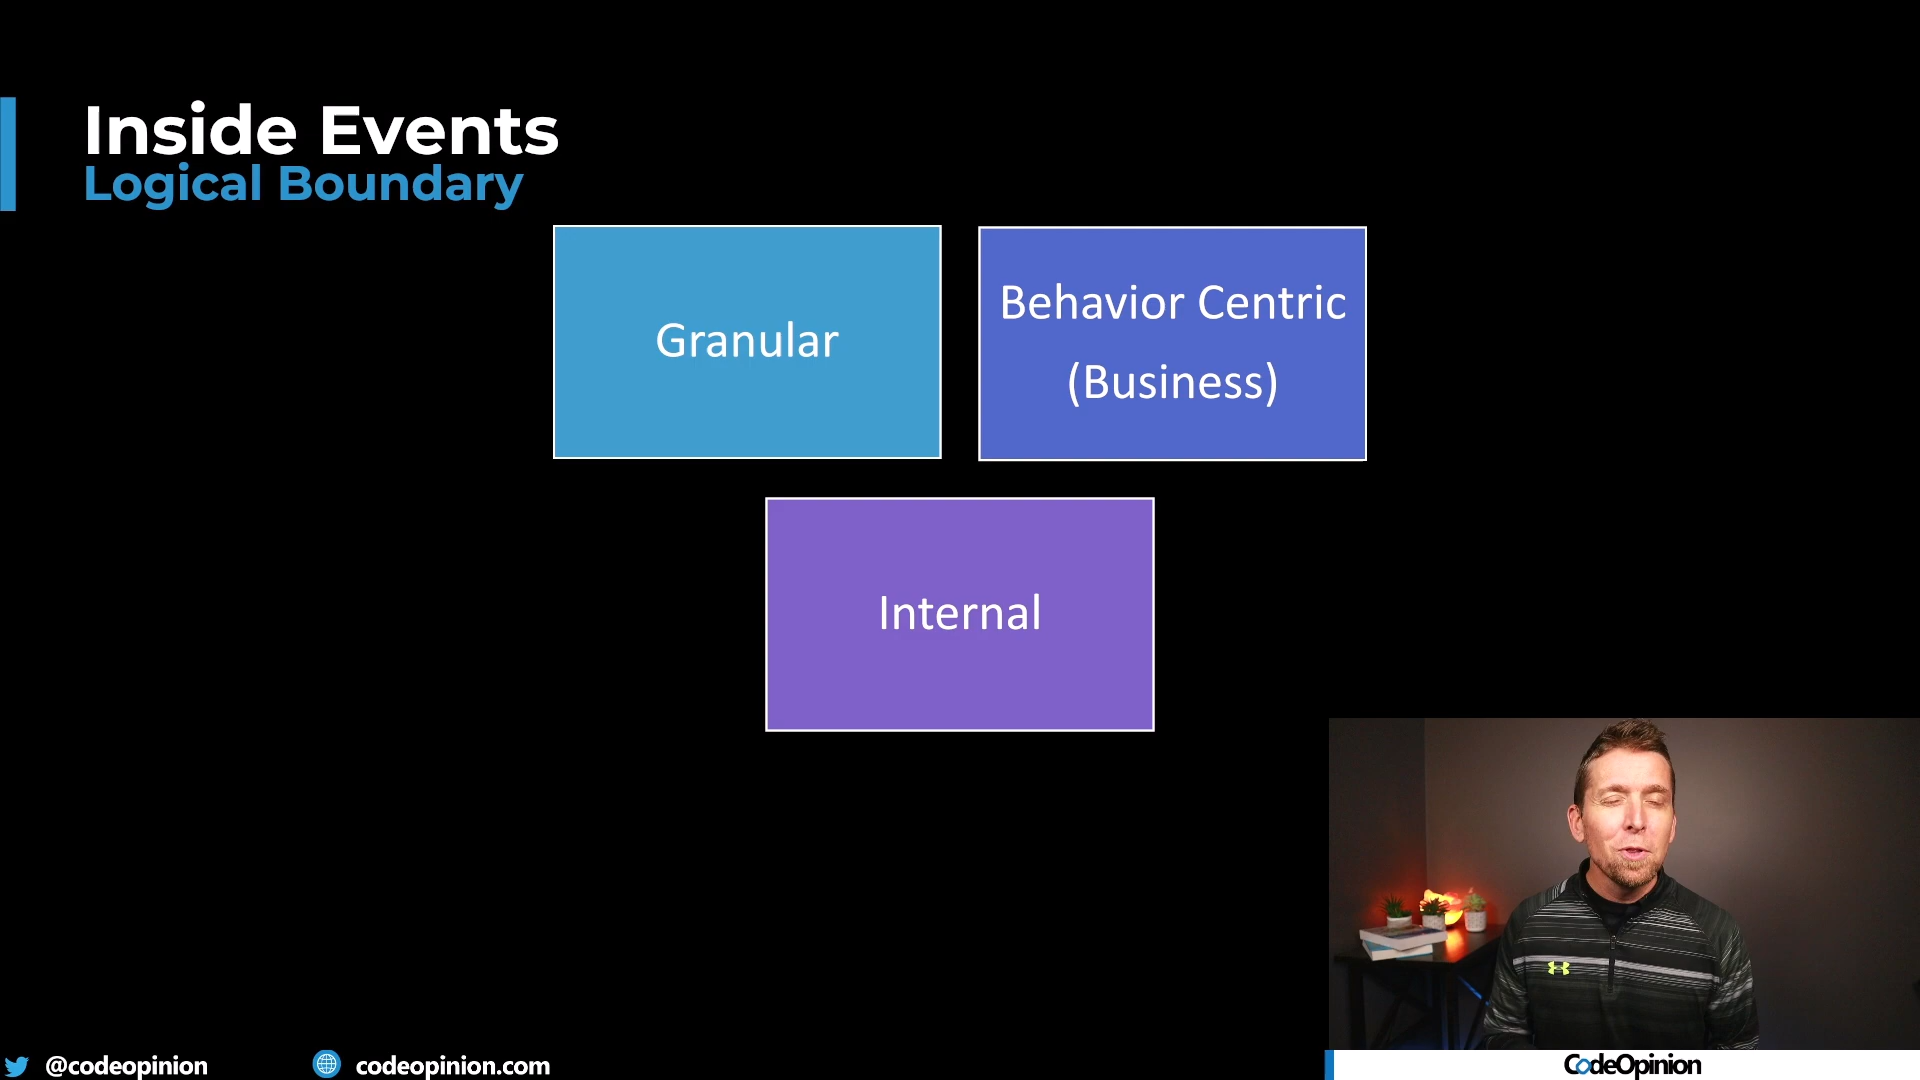 Inside Events
Logical Boundary
Granular
Behavior Centric
(Business)
Internal
@codeopinion
codeopinion.com
CodeOpinion